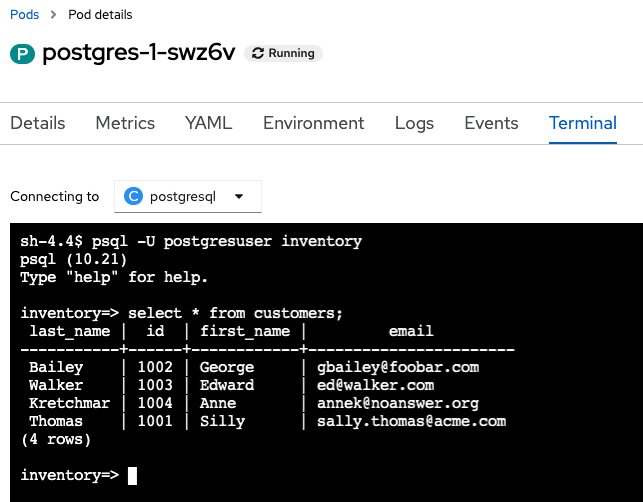 Pods > Pod details
P postgres-1-swz6v Running
Details Metrics YAML Environment Logs Events Terminal
Connecting to C postgresql
sh-4.4$ psql -U postgresuser inventory
psql (10.21)
Type "help" for help.
inventory=> select * from customers;
 last_name |  id  | first_name |         email
-----------+------+------------+-----------------------
 Bailey    | 1002 | George     | gbailey@foobar.com
 Walker    | 1003 | Edward     | ed@walker.com
 Kretchmar | 1004 | Anne       | annek@noanswer.org
 Thomas    | 1001 | Silly      | sally.thomas@acme.com
(4 rows)
inventory=>